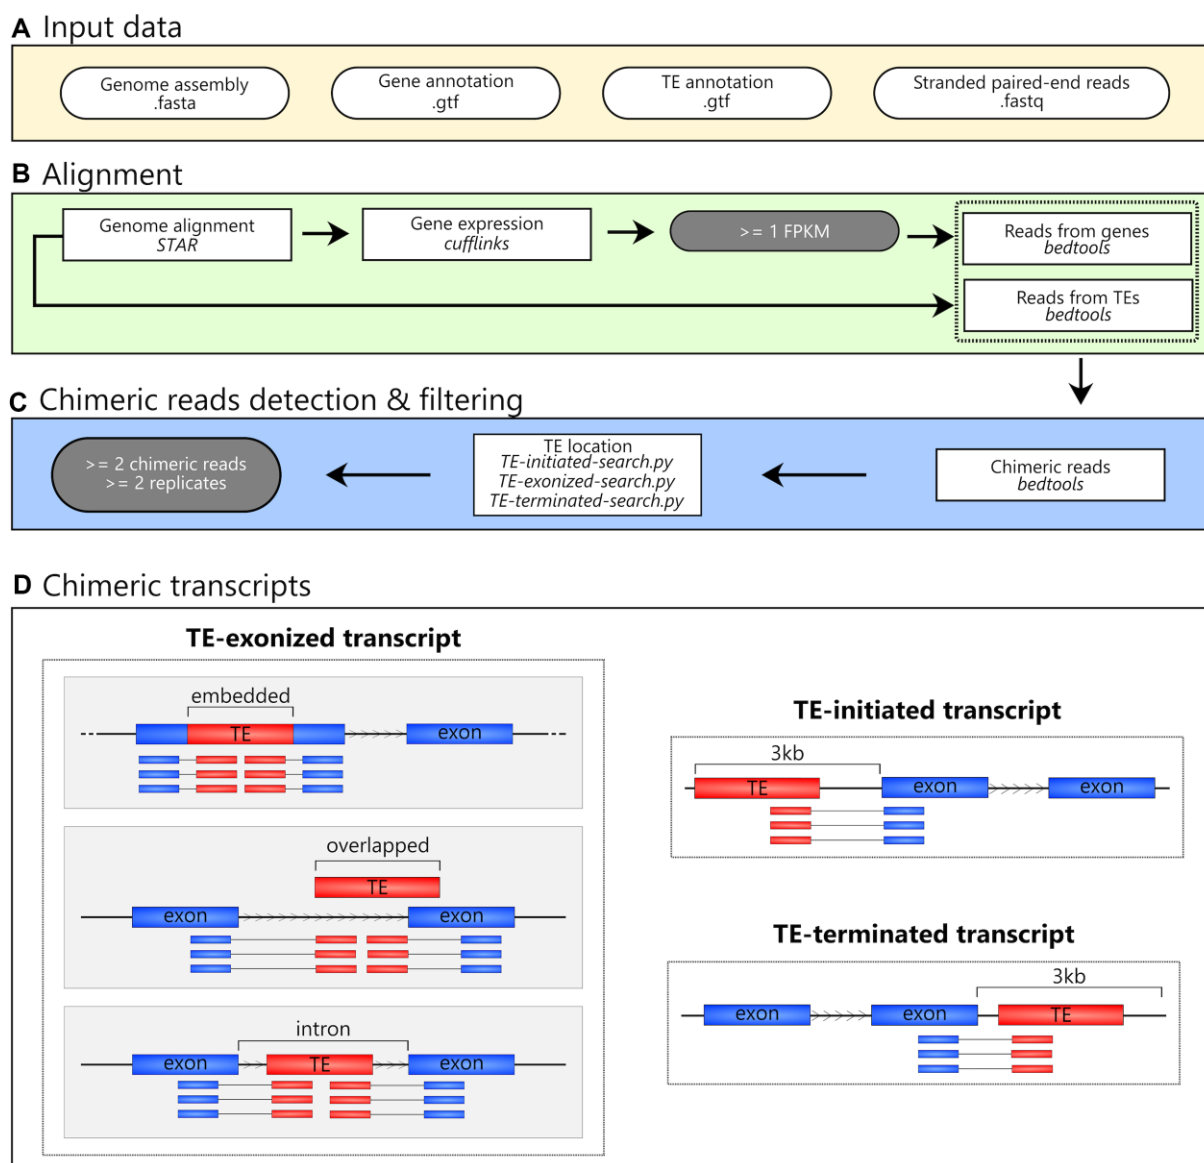 A Input data
Genome assembly
.fasta
Gene annotation
.gtf
TE annotation
.gtf
Stranded paired-end reads
.fastq
B Alignment
Genome alignment
STAR
Gene expression
cufflinks
>= 1 FPKM
Reads from genes
bedtools
Reads from TEs
bedtools
C Chimeric reads detection & filtering
>= 2 chimeric reads
>= 2 replicates
TE location
TE-initiated-search.py
TE-exonized-search.py
TE-terminated-search.py
Chimeric reads
bedtools
D Chimeric transcripts
TE-exonized transcript
embedded
TE
exon
overlapped
TE
exon
exon
intron
exon
TE
exon
TE-initiated transcript
3kb
TE
exon
exon
TE-terminated transcript
3kb
exon
exon
TE